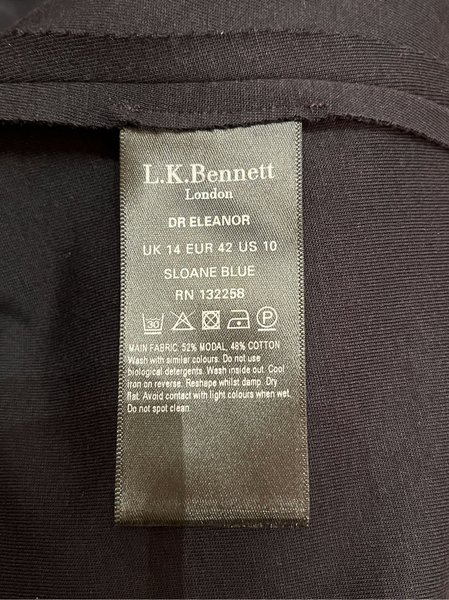 L.K.Bennett
London
DR ELEANOR
UK 14 EUR 42 US 10
SLOANE BLUE
RN 132258
30 P
MAIN FABRIC: 52% MODAL, 48% COTTON
Wash with similar colours. Do not use
biological detergents. Wash inside out. Cool
iron on reverse. Reshape whilst damp. Dry
flat. Avoid contact with light colours when wet.
Do not spot clean.